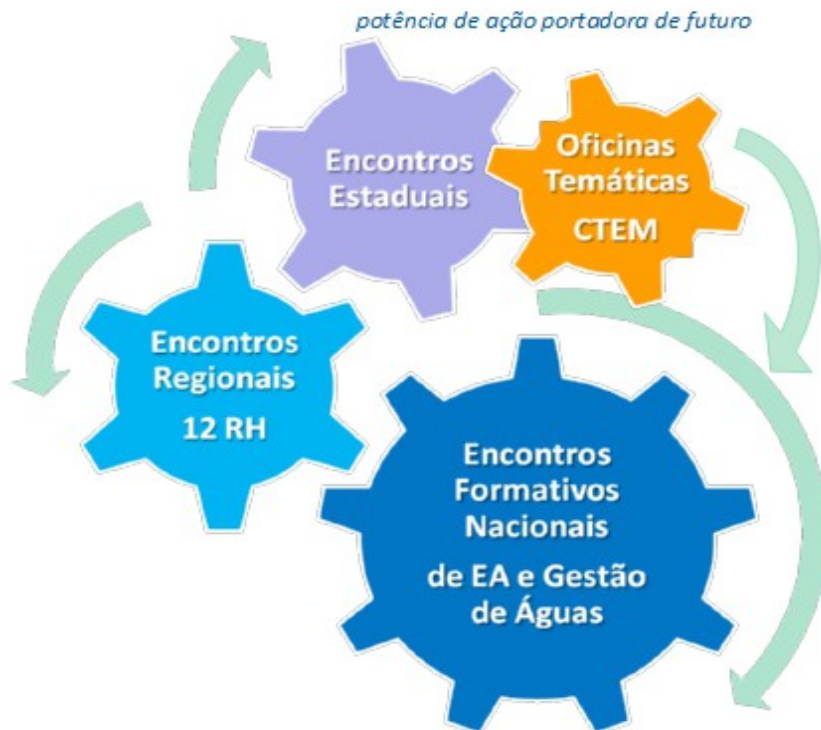 potência de ação portadora de futuro
Encontros
Estaduais
Oficinas
Temáticas
CTEM
Encontros
Regionais
12 RH
Encontros
Formativos
Nacionais
de EA e Gestão
de Águas